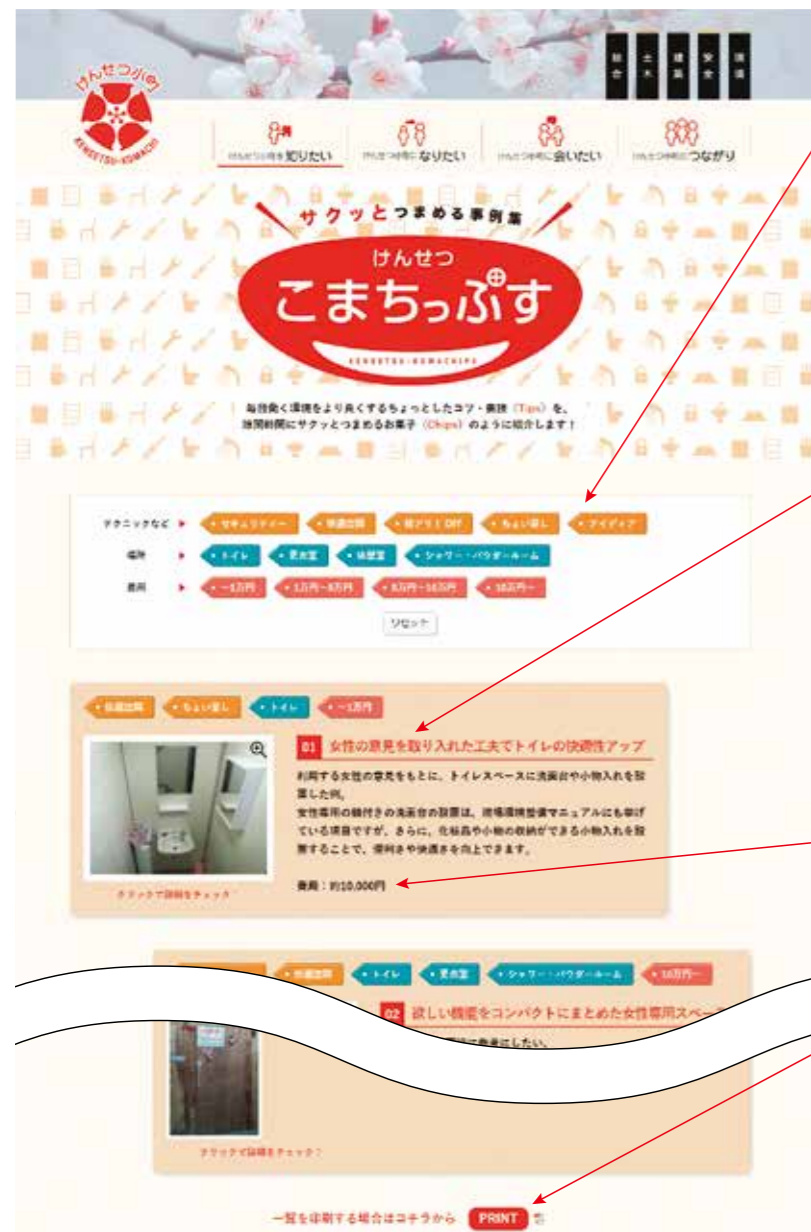 総合
土木
建築
安全
環境
けんせつ小町
KENSETSU-KOMACHI
けんせつ小町を知りたい
けんせつ小町になりたい
けんせつ小町に会いたい
けんせつ小町とつながり
サクッとつまめる事例集
けんせつ
こまちっぷす
KENSETSU-KOMACHIPS
毎日働く環境をより良くするちょっとしたコツ・裏技(Tips)を、
隙間時間にサクッとつまめるお菓子(Chips)のように紹介します!
テクニックなど
セキュリティー
快適空間
技アリ!DIY
ちょい足し
アイディア
場所
トイレ
更衣室
休憩室
シャワー・パウダールーム
費用
~1万円
1万円~5万円
5万円~10万円
10万円~
リセット
快適空間
ちょい足し
トイレ
~1万円
01 女性の意見を取り入れた工夫でトイレの快適性アップ
利用する女性の意見をもとに、トイレスペースに洗面台や小物入れを設
置した例。
女性専用の鏡付きの洗面台の設置は、現場環境整備マニュアルにも挙げ
ている項目ですが、さらに、化粧品や小物の収納ができる小物入れを設
置することで、便利さや快適さを向上できます。
費用:約10,000円
クリックで詳細をチェック!
快適空間
トイレ
更衣室
シャワー・パウダールーム
10万円~
02 欲しい機能をコンパクトにまとめた女性専用スペース
にしたい。
クリックで詳細をチェック!
一覧を印刷する場合はコチラから
PRINT